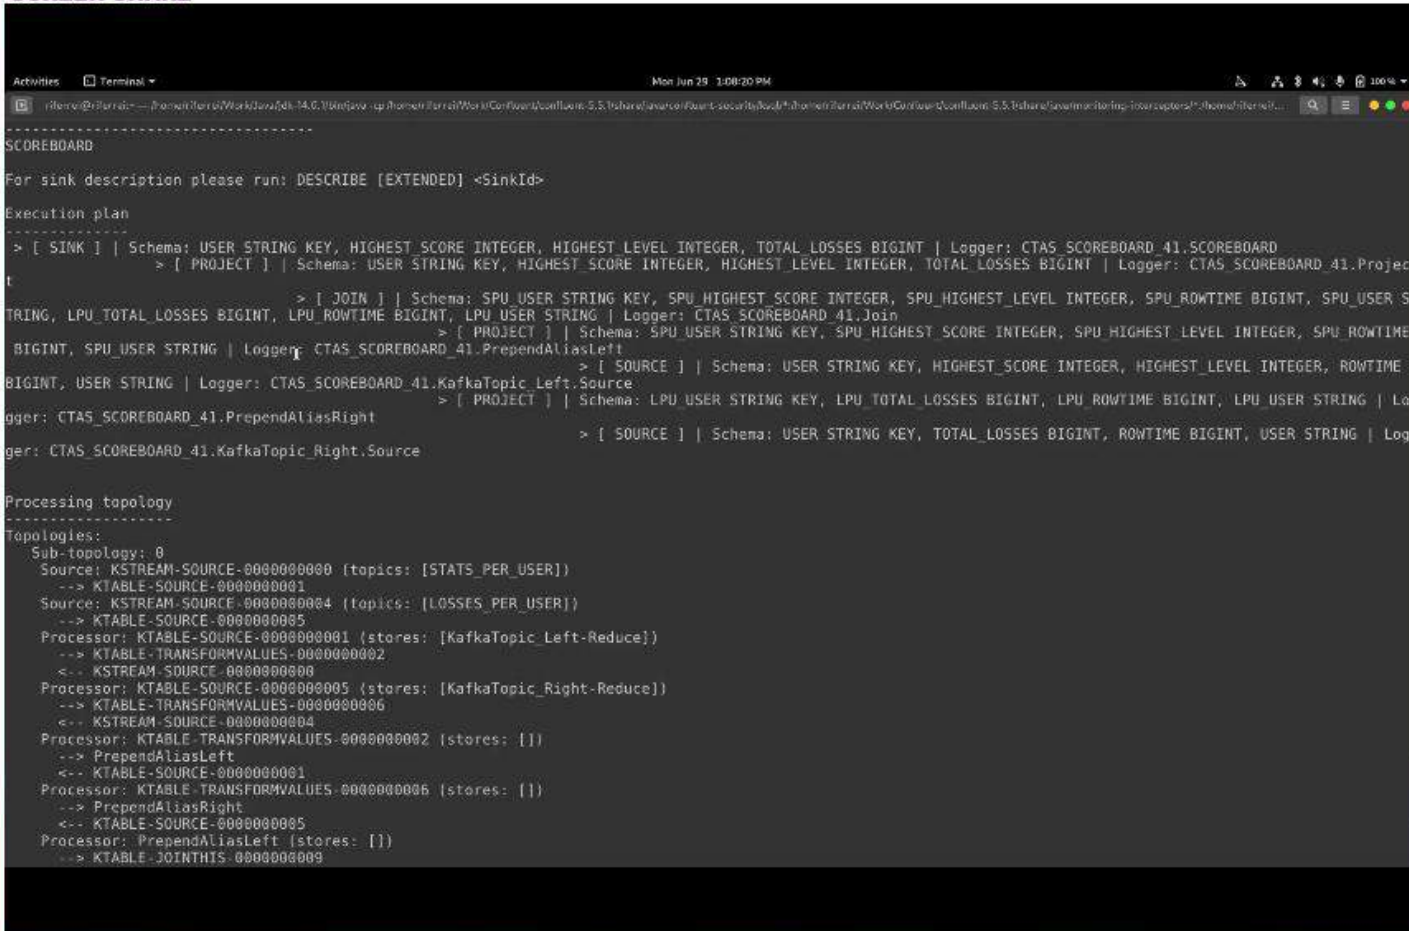 Activities Terminal Mon Jun 29 1:08:20 PM 100 %
-----------------------------------
SCOREBOARD
For sink description please run: DESCRIBE [EXTENDED] <SinkId>
Execution plan
--------------
> [ SINK ] | Schema: USER STRING KEY, HIGHEST_SCORE INTEGER, HIGHEST_LEVEL INTEGER, TOTAL_LOSSES BIGINT | Logger: CTAS_SCOREBOARD_41.SCOREBOARD
> [ PROJECT ] | Schema: USER STRING KEY, HIGHEST_SCORE INTEGER, HIGHEST_LEVEL INTEGER, TOTAL_LOSSES BIGINT | Logger: CTAS_SCOREBOARD_41.Projec
t
> [ JOIN ] | Schema: SPU_USER STRING KEY, SPU_HIGHEST_SCORE INTEGER, SPU_HIGHEST_LEVEL INTEGER, SPU_ROWTIME BIGINT, SPU_USER S
TRING, LPU_TOTAL_LOSSES BIGINT, LPU_ROWTIME BIGINT, LPU_USER STRING | Logger: CTAS_SCOREBOARD_41.Join
> [ PROJECT ] | Schema: SPU_USER STRING KEY, SPU_HIGHEST_SCORE INTEGER, SPU_HIGHEST_LEVEL INTEGER, SPU_ROWTIME
BIGINT, SPU_USER STRING | Logger: CTAS_SCOREBOARD_41.PrependAliasLeft
> [ SOURCE ] | Schema: USER STRING KEY, HIGHEST_SCORE INTEGER, HIGHEST_LEVEL INTEGER, ROWTIME
BIGINT, USER STRING | Logger: CTAS_SCOREBOARD_41.KafkaTopic_Left.Source
> [ PROJECT ] | Schema: LPU_USER STRING KEY, LPU_TOTAL_LOSSES BIGINT, LPU_ROWTIME BIGINT, LPU_USER STRING | Lo
gger: CTAS_SCOREBOARD_41.PrependAliasRight
> [ SOURCE ] | Schema: USER STRING KEY, TOTAL_LOSSES BIGINT, ROWTIME BIGINT, USER STRING | Log
ger: CTAS_SCOREBOARD_41.KafkaTopic_Right.Source
Processing topology
-------------------
Topologies:
Sub-topology: 0
Source: KSTREAM-SOURCE-0000000000 (topics: [STATS_PER_USER])
--> KTABLE-SOURCE-0000000001
Source: KSTREAM-SOURCE-0000000004 (topics: [LOSSES_PER_USER])
--> KTABLE-SOURCE-0000000005
Processor: KTABLE-SOURCE-0000000001 (stores: [KafkaTopic_Left-Reduce])
--> KTABLE-TRANSFORMVALUES-0000000002
<-- KSTREAM-SOURCE-0000000000
Processor: KTABLE-SOURCE-0000000005 (stores: [KafkaTopic_Right-Reduce])
--> KTABLE-TRANSFORMVALUES-0000000006
<-- KSTREAM-SOURCE-0000000004
Processor: KTABLE-TRANSFORMVALUES-0000000002 (stores: [])
--> PrependAliasLeft
<-- KTABLE-SOURCE-0000000001
Processor: KTABLE-TRANSFORMVALUES-0000000006 (stores: [])
--> PrependAliasRight
<-- KTABLE-SOURCE-0000000005
Processor: PrependAliasLeft (stores: [])
--> KTABLE-JOINTHIS-0000000009